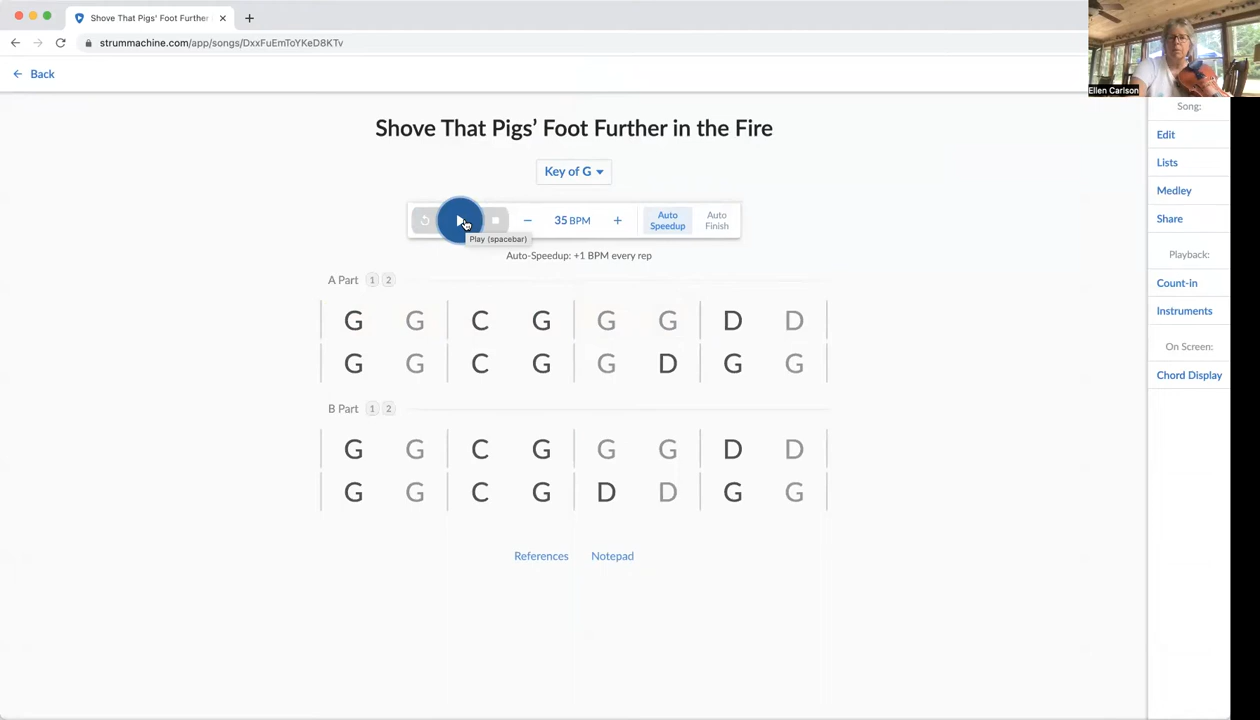 Shove That Pigs' Foot Further
strummachine.com/app/songs/DxxFuEmToYKeD8KTv
Back
Ellen Carlson
Shove That Pigs' Foot Further in the Fire
Key of G
35 BPM
Auto Speedup
Auto Finish
Play (spacebar)
Auto-Speedup: +1 BPM every rep
A Part 1 2
G G C G G G D D
G G C G G D G G
B Part 1 2
G G C G G G D D
G G C G D D G G
References Notepad
Song:
Edit
Lists
Medley
Share
Playback:
Count-in
Instruments
On Screen:
Chord Display